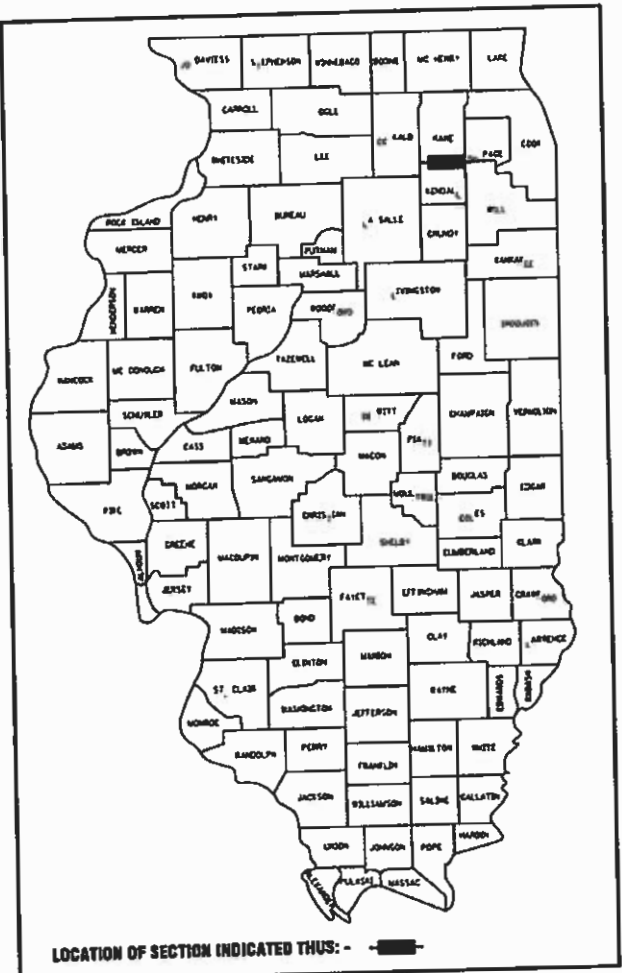 JO DAVIESS STEPHENSON WINNEBAGO BOONE MC HENRY LAKE
CARROLL OGLE DE KALB KANE DU PAGE COOK
WHITESIDE LEE
KENDALL WILL
ROCK ISLAND HENRY BUREAU LA SALLE GRUNDY
MERCER PUTNAM KANKAKEE
STARK MARSHALL
HENDERSON WARREN KNOX PEORIA WOODFORD LIVINGSTON IROQUOIS
HANCOCK MC DONOUGH FULTON TAZEWELL MC LEAN FORD
SCHUYLER MASON LOGAN DE WITT CHAMPAIGN VERMILION
ADAMS BROWN CASS MENARD MACON PIATT
PIKE SCOTT MORGAN SANGAMON MOULTRIE DOUGLAS EDGAR
CHRISTIAN COLES
CALHOUN GREENE MACOUPIN MONTGOMERY SHELBY CUMBERLAND CLARK
JERSEY FAYETTE EFFINGHAM JASPER CRAWFORD
MADISON BOND
CLINTON MARION CLAY RICHLAND LAWRENCE
ST. CLAIR WAYNE EDWARDS WABASH
MONROE WASHINGTON JEFFERSON
RANDOLPH PERRY HAMILTON WHITE
FRANKLIN
JACKSON WILLIAMSON SALINE GALLATIN
UNION JOHNSON POPE HARDIN
ALEXANDER PULASKI MASSAC
LOCATION OF SECTION INDICATED THUS: -